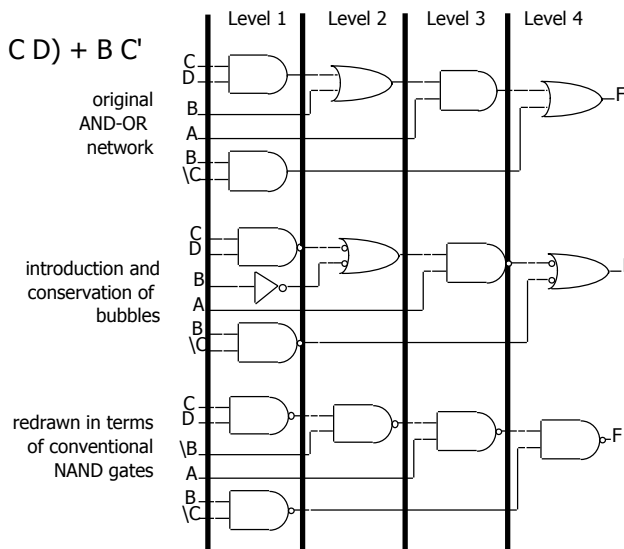 Level 1 Level 2 Level 3 Level 4
C D) + B C'
original
AND-OR
network
C
D
B
A
B
\C
F
introduction and
conservation of
bubbles
C
D
B
A
B
\C
redrawn in terms
of conventional
NAND gates
C
D
\B
A
B
\C
F